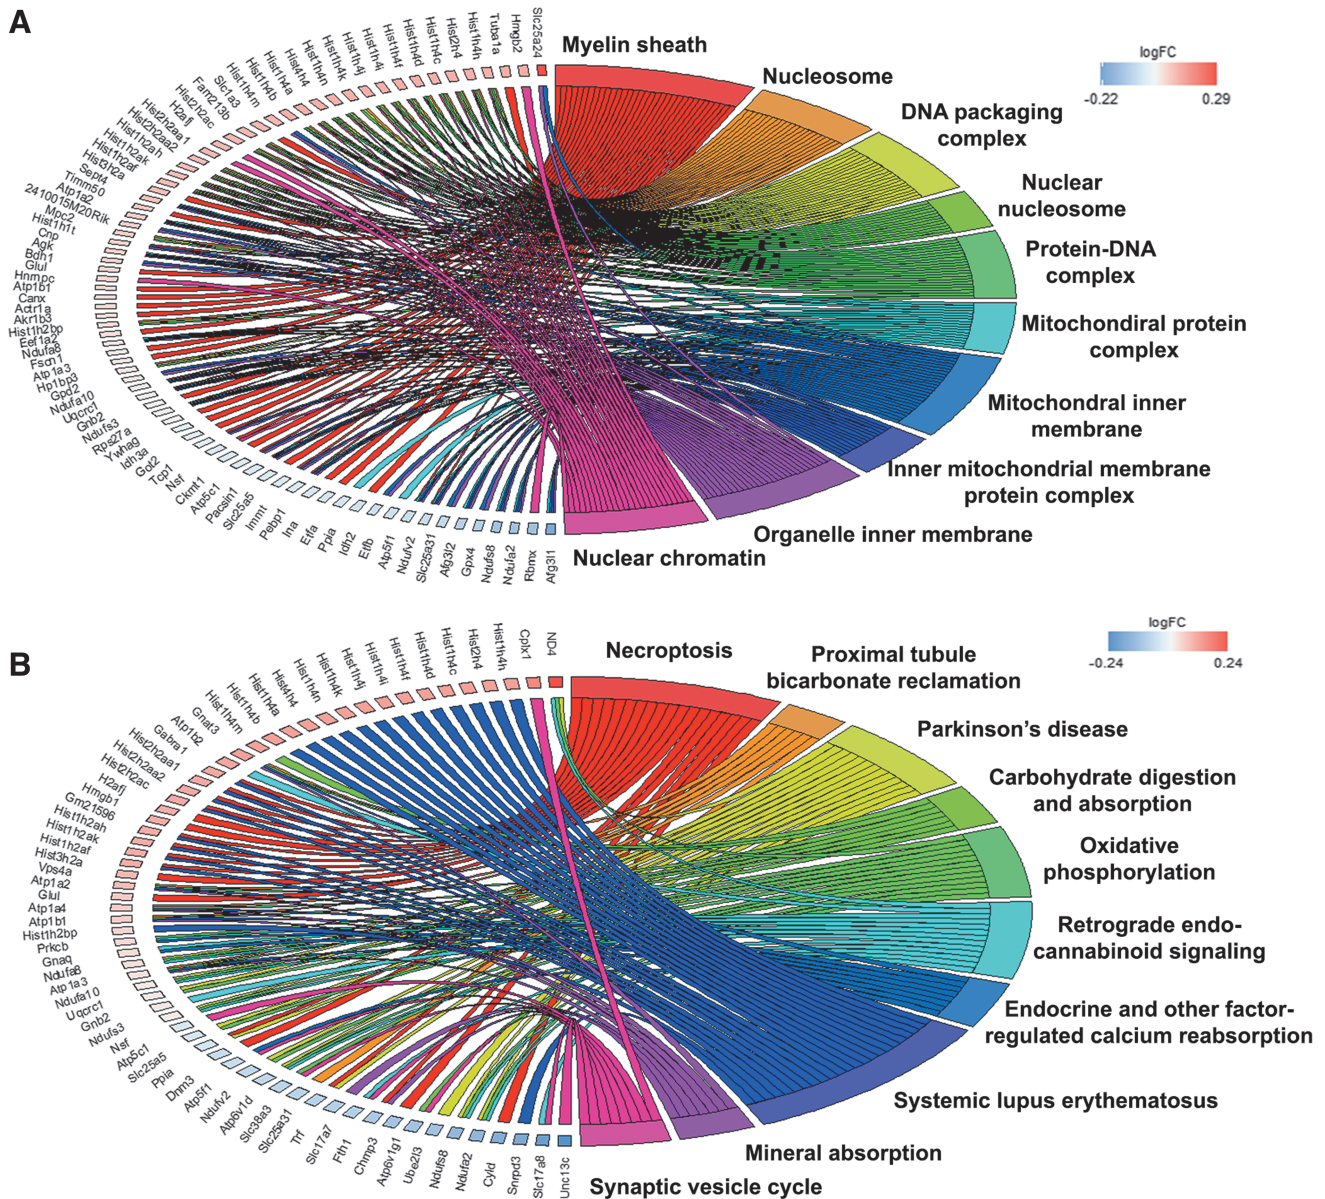 A
Slc25a24
Hmgb2
Tuba1a
Hist1h4h
Hist2h4
Hist1h4c
Hist1h4d
Hist1h4f
Hist1h4i
Hist1h4j
Hist1h4k
Hist1h4n
Hist4h4
Hist1h4a
Hist1h4b
Hist1h4m
Slc1a3
Fam213b
Hist2h2ac
H2afj
Hist2h2aa1
Hist2h2aa2
Hist1h2ah
Hist1h2ak
Hist1h2af
Hist3h2a
Sept4
Timm50
Atp1a2
2410015M20Rik
Mpc2
Hist1h1t
Cnp
Agk
Bdh1
Glul
Hnrnpc
Atp1b1
Canx
Actr1a
Akr1b3
Hist1h2bp
Eef1a2
Ndufa8
Fscn1
Atp1a3
Hp1bp3
Gpd2
Ndufa10
Uqcrc1
Gnb2
Ndufs3
Rps27a
Ywhag
Idh3a
Got2
Tcp1
Nsf
Ckmt1
Atp5c1
Pacsin1
Slc25a5
Immt
Pebp1
Ina
Etfa
Ppia
Idh2
Etfb
Atp5f1
Ndufv2
Slc25a31
Afg3l2
Gpx4
Ndufs8
Ndufa2
Rbmx
Afg3l1
Myelin sheath
Nucleosome
DNA packaging
complex
Nuclear
nucleosome
Protein-DNA
complex
Mitochondiral protein
complex
Mitochondral inner
membrane
Inner mitochondrial membrane
protein complex
Organelle inner membrane
Nuclear chromatin
logFC
-0.22
0.29
B
ND4
Cplx1
Hist1h4h
Hist2h4
Hist1h4c
Hist1h4d
Hist1h4f
Hist1h4i
Hist1h4j
Hist1h4k
Hist1h4n
Hist4h4
Hist1h4a
Hist1h4b
Hist1h4m
Gnat3
Atp1b2
Gabra1
Hist2h2aa1
Hist2h2aa2
Hist2h2ac
H2afj
Hmgb1
Gm21596
Hist1h2ah
Hist1h2ak
Hist1h2af
Hist3h2a
Vps4a
Atp1a2
Glul
Atp1a4
Atp1b1
Hist1h2bp
Prkcb
Gnaq
Ndufa8
Atp1a3
Ndufa10
Uqcrc1
Gnb2
Ndufs3
Nsf
Atp5c1
Slc25a5
Ppia
Dnm3
Atp5f1
Ndufv2
Atp6v1d
Slc38a3
Slc25a31
Trf
Slc17a7
Fth1
Chmp3
Atp6v1g1
Ube2l3
Ndufs8
Ndufa2
Cyld
Snrpd3
Slc17a8
Unc13c
Necroptosis
Proximal tubule
bicarbonate reclamation
Parkinson's disease
Carbohydrate digestion
and absorption
Oxidative
phosphorylation
Retrograde endo-
cannabinoid signaling
Endocrine and other factor-
regulated calcium reabsorption
Systemic lupus erythematosus
Mineral absorption
Synaptic vesicle cycle
logFC
-0.24
0.24